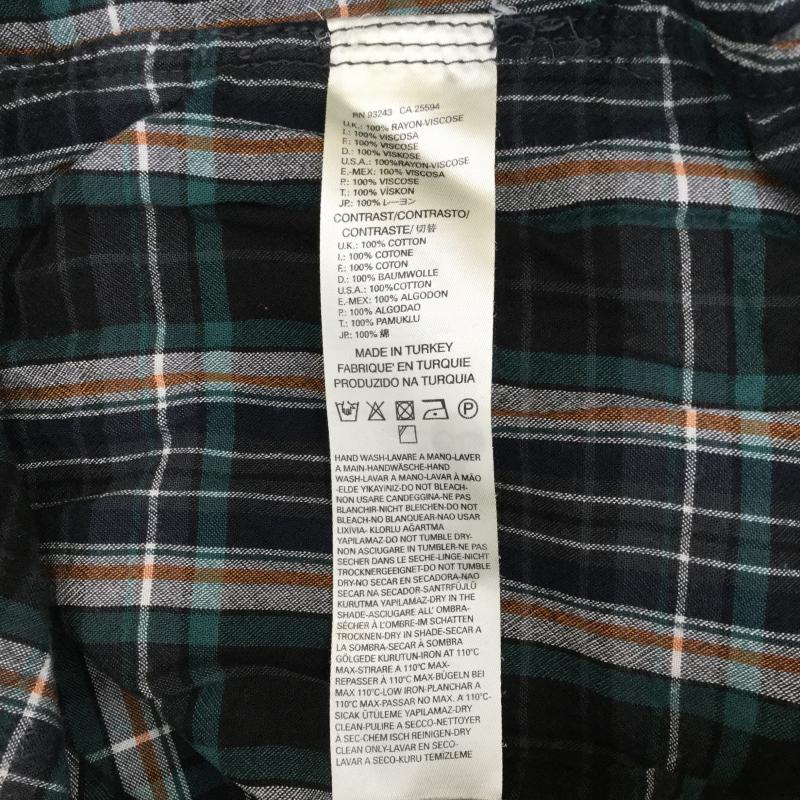 RN 93243 CA 25594
U.K.: 100% RAYON-VISCOSE
I.: 100% VISCOSA
F.: 100% VISCOSE
D.: 100% VISKOSE
U.S.A.: 100%RAYON-VISCOSE
E.-MEX: 100% VISCOSA
P.: 100% VISCOSE
T.: 100% VİSKON
JP.: 100% レーヨン
CONTRAST/CONTRASTO/
CONTRASTE/切替
U.K.: 100% COTTON
I.: 100% COTONE
F.: 100% COTON
D.: 100% BAUMWOLLE
U.S.A.: 100%COTTON
E.-MEX: 100% ALGODON
P.: 100% ALGODAO
T.: 100% PAMUKLU
JP.: 100% 綿
MADE IN TURKEY
FABRIQUE' EN TURQUIE
PRODUZIDO NA TURQUIA
P
HAND WASH-LAVARE A MANO-LAVER
A MAIN-HANDWÄSCHE-HAND
WASH-LAVAR A MANO-LAVAR À MÀO
-ELDE YIKAYINIZ-DO NOT BLEACH-
NON USARE CANDEGGINA-NE PAS
BLANCHIR-NICHT BLEICHEN-DO NOT
BLEACH-NO BLANQUEAR-NAO USAR
LIXİVIA- KLORLU AĞARTMA
YAPILAMAZ-DO NOT TUMBLE DRY-
NON ASCIUGARE IN TUMBLER-NE PAS
SÈCHER DANS LE SECHE-LINGE-NICHT
TROCKNERGEEIGNET-DO NOT TUMBLE
DRY-NO SECAR EN SECADORA-NAO
SECAR NA SECADOR-SANTRFÜJLÜ
KURUTMA YAPILAMAZ-DRY IN THE
SHADE-ASCIUGARE ALL' OMBRA-
SÉCHER À L'OMBRE-IM SCHATTEN
TROCKNEN-DRY IN SHADE-SECAR A
LA SOMBRA-SECAR À SOMBRA
GÖLGEDE KURUTUN-IRON AT 110°C
MAX-STIRARE A 110°C MAX-
REPASSER À 110°C MAX-BÜGELN BEI
MAX 110°C-LOW IRON-PLANCHAR A
110°C MAX-PASSAR NO MAX. A 110°C-
SICAK ÜTÜLEME YAPILAMAZ-DRY
CLEAN-PULIRE A SECCO-NETTOYER
À SEC-CHEM ISCH REINIGEN-DRY
CLEAN ONLY-LAVAR EN SECO-
LAVAR A SECO-KURU TEMİZLEME